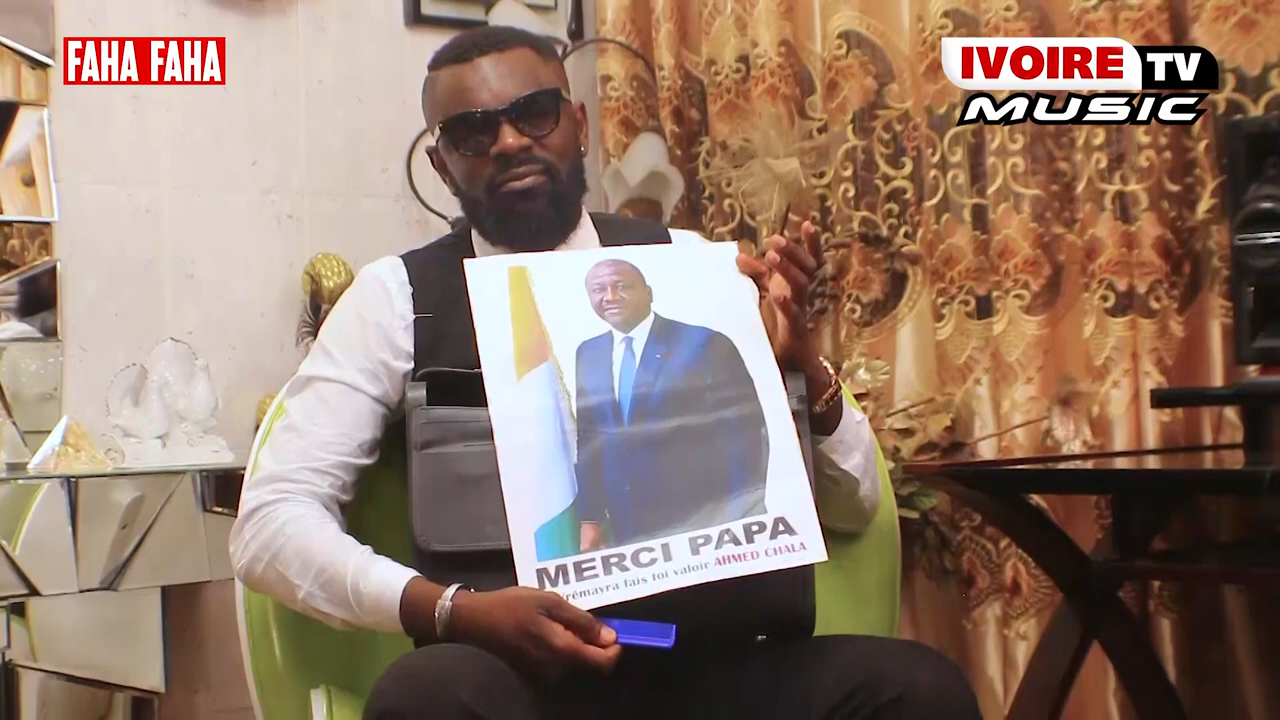 FAHA FAHA
IVOIRE TV
MUSIC
MERCI PAPA
fais toi valoir AHMED CHALA